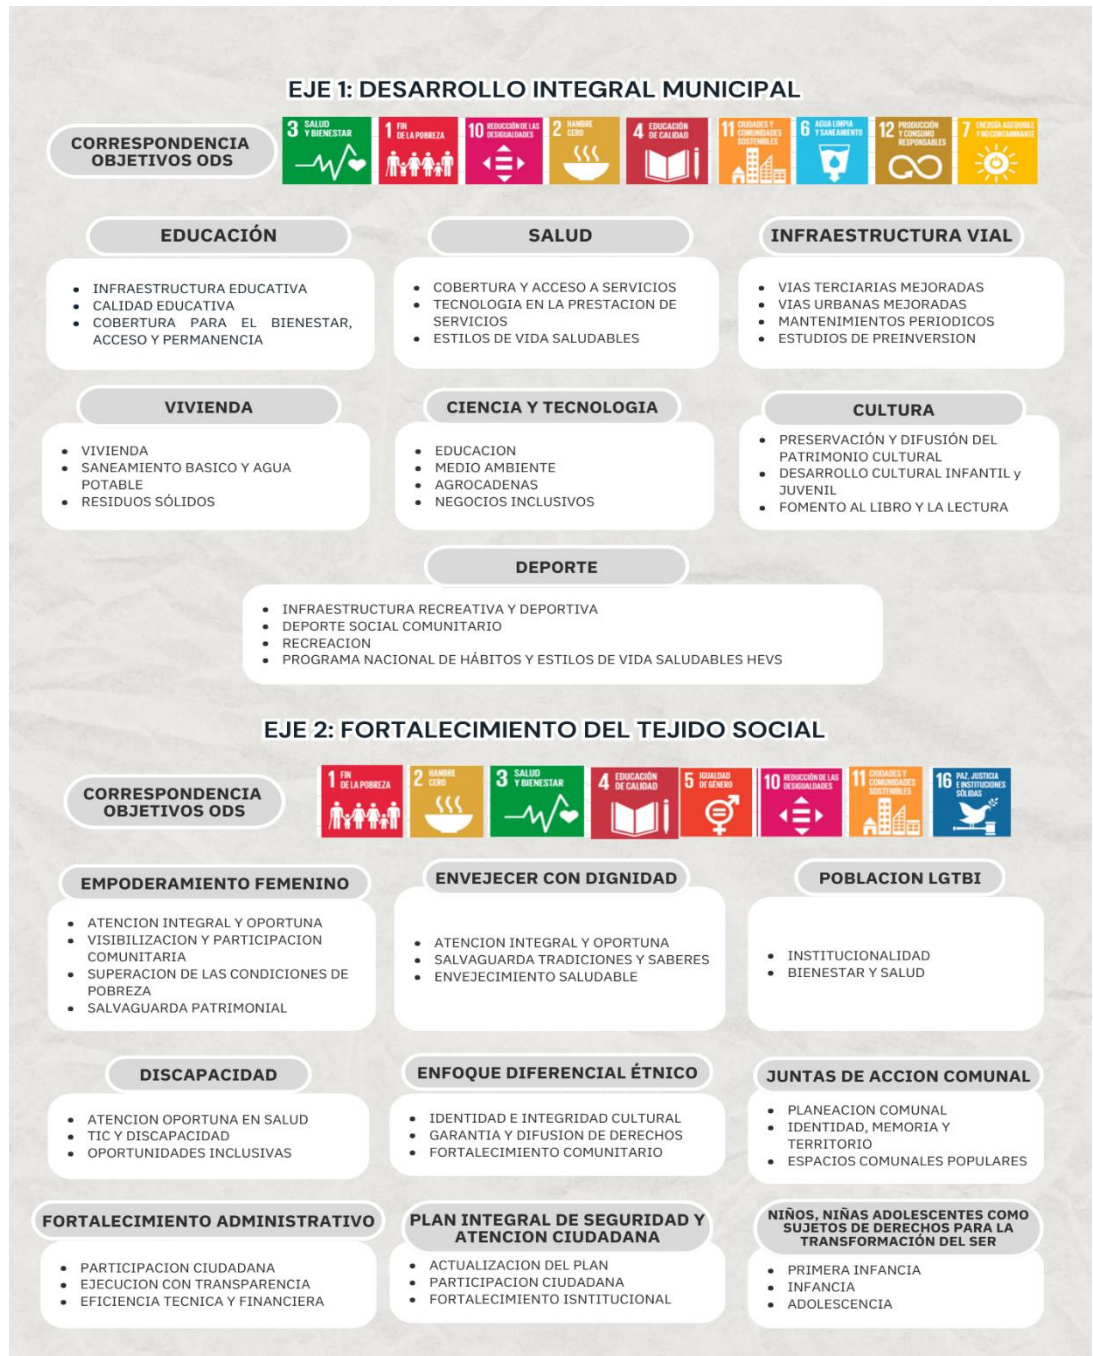 EJE 1: DESARROLLO INTEGRAL MUNICIPAL
CORRESPONDENCIA
OBJETIVOS ODS
3 SALUD
Y BIENESTAR
1 FIN
DE LA POBREZA
10 REDUCCIÓN DE LAS
DESIGUALDADES
2 HAMBRE
CERO
4 EDUCACIÓN
DE CALIDAD
11 CIUDADES Y
COMUNIDADES
SOSTENIBLES
6 AGUA LIMPIA
Y SANEAMIENTO
12 PRODUCCIÓN
Y CONSUMO
RESPONSABLES
7 ENERGÍA ASEQUIBLE
Y NO CONTAMINANTE
EDUCACIÓN
• INFRAESTRUCTURA EDUCATIVA
• CALIDAD EDUCATIVA
• COBERTURA PARA EL BIENESTAR,
ACCESO Y PERMANENCIA
SALUD
• COBERTURA Y ACCESO A SERVICIOS
• TECNOLOGIA EN LA PRESTACION DE
SERVICIOS
• ESTILOS DE VIDA SALUDABLES
INFRAESTRUCTURA VIAL
• VIAS TERCIARIAS MEJORADAS
• VIAS URBANAS MEJORADAS
• MANTENIMIENTOS PERIODICOS
• ESTUDIOS DE PREINVERSION
VIVIENDA
• VIVIENDA
• SANEAMIENTO BASICO Y AGUA
POTABLE
• RESIDUOS SÓLIDOS
CIENCIA Y TECNOLOGIA
• EDUCACION
• MEDIO AMBIENTE
• AGROCADENAS
• NEGOCIOS INCLUSIVOS
CULTURA
• PRESERVACIÓN Y DIFUSIÓN DEL
PATRIMONIO CULTURAL
• DESARROLLO CULTURAL INFANTIL y
JUVENIL
• FOMENTO AL LIBRO Y LA LECTURA
DEPORTE
• INFRAESTRUCTURA RECREATIVA Y DEPORTIVA
• DEPORTE SOCIAL COMUNITARIO
• RECREACION
• PROGRAMA NACIONAL DE HÁBITOS Y ESTILOS DE VIDA SALUDABLES HEVS
EJE 2: FORTALECIMIENTO DEL TEJIDO SOCIAL
CORRESPONDENCIA
OBJETIVOS ODS
1 FIN
DE LA POBREZA
2 HAMBRE
CERO
3 SALUD
Y BIENESTAR
4 EDUCACIÓN
DE CALIDAD
5 IGUALDAD
DE GÉNERO
10 REDUCCIÓN DE LAS
DESIGUALDADES
11 CIUDADES Y
COMUNIDADES
SOSTENIBLES
16 PAZ, JUSTICIA
E INSTITUCIONES
SÓLIDAS
EMPODERAMIENTO FEMENINO
• ATENCION INTEGRAL Y OPORTUNA
• VISIBILIZACION Y PARTICIPACION
COMUNITARIA
• SUPERACION DE LAS CONDICIONES DE
POBREZA
• SALVAGUARDA PATRIMONIAL
ENVEJECER CON DIGNIDAD
• ATENCION INTEGRAL Y OPORTUNA
• SALVAGUARDA TRADICIONES Y SABERES
• ENVEJECIMIENTO SALUDABLE
POBLACION LGTBI
• INSTITUCIONALIDAD
• BIENESTAR Y SALUD
DISCAPACIDAD
• ATENCION OPORTUNA EN SALUD
• TIC Y DISCAPACIDAD
• OPORTUNIDADES INCLUSIVAS
ENFOQUE DIFERENCIAL ÉTNICO
• IDENTIDAD E INTEGRIDAD CULTURAL
• GARANTIA Y DIFUSION DE DERECHOS
• FORTALECIMIENTO COMUNITARIO
JUNTAS DE ACCION COMUNAL
• PLANEACION COMUNAL
• IDENTIDAD, MEMORIA Y
TERRITORIO
• ESPACIOS COMUNALES POPULARES
FORTALECIMIENTO ADMINISTRATIVO
• PARTICIPACION CIUDADANA
• EJECUCION CON TRANSPARENCIA
• EFICIENCIA TECNICA Y FINANCIERA
PLAN INTEGRAL DE SEGURIDAD Y
ATENCION CIUDADANA
• ACTUALIZACION DEL PLAN
• PARTICIPACION CIUDADANA
• FORTALECIMIENTO ISNTITUCIONAL
NIÑOS, NIÑAS ADOLESCENTES COMO
SUJETOS DE DERECHOS PARA LA
TRANSFORMACIÓN DEL SER
• PRIMERA INFANCIA
• INFANCIA
• ADOLESCENCIA